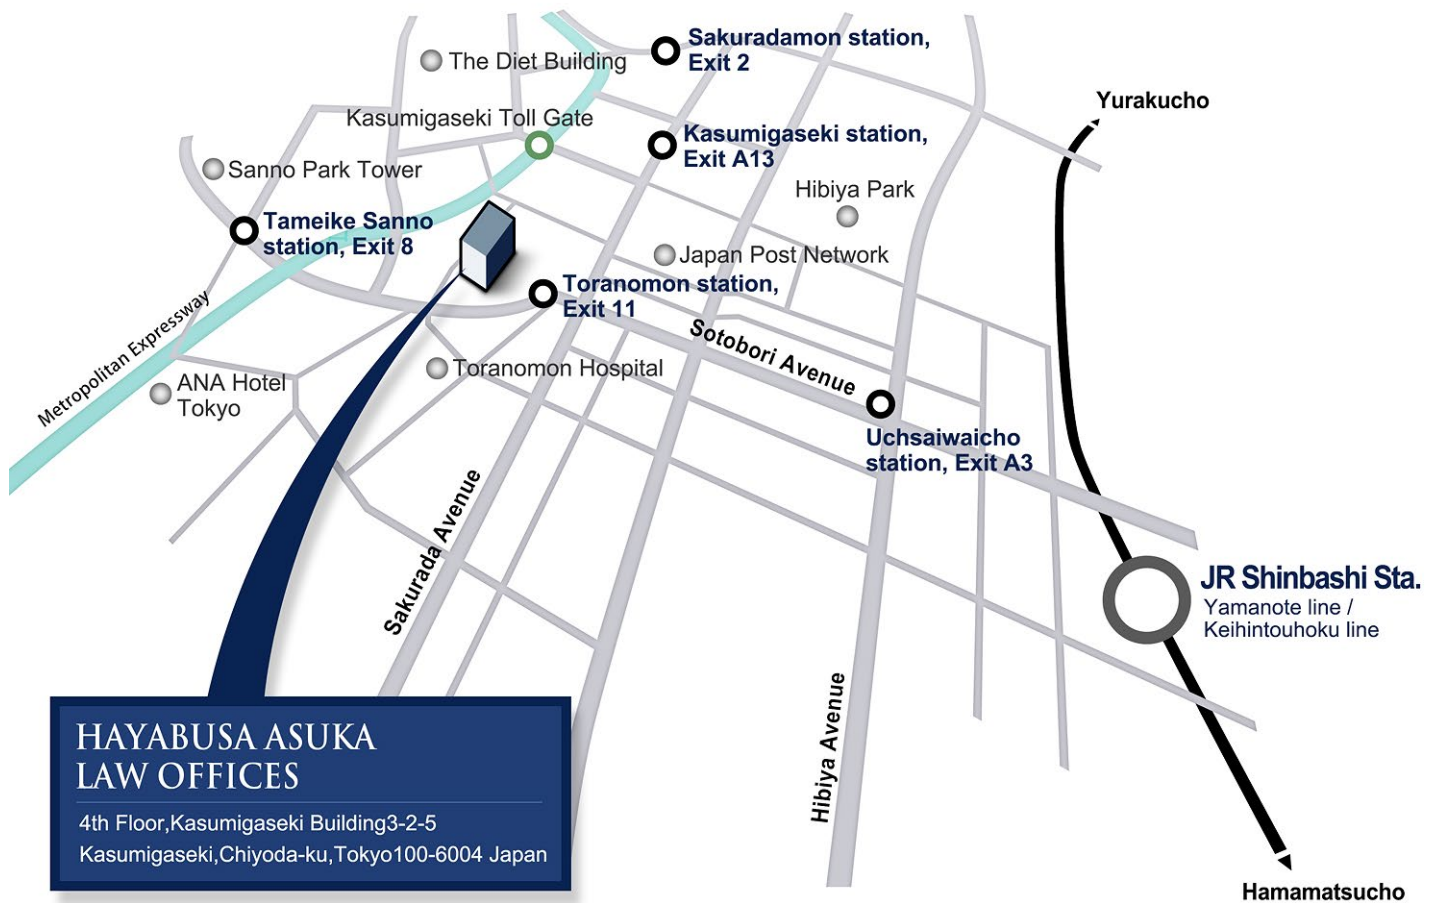 Sakuradamon station,
Exit 2
The Diet Building
Yurakucho
Kasumigaseki Toll Gate
Kasumigaseki station,
Exit A13
Sanno Park Tower
Hibiya Park
Tameike Sanno
station, Exit 8
Japan Post Network
Toranomon station,
Exit 11
Metropolitan Expressway
Sotobori Avenue
Toranomon Hospital
ANA Hotel
Tokyo
Uchsaiwaicho
station, Exit A3
Sakurada Avenue
JR Shinbashi Sta.
Yamanote line /
Keihintouhoku line
Hibiya Avenue
HAYABUSA ASUKA
LAW OFFICES
4th Floor,Kasumigaseki Building3-2-5
Kasumigaseki,Chiyoda-ku,Tokyo100-6004 Japan
Hamamatsucho